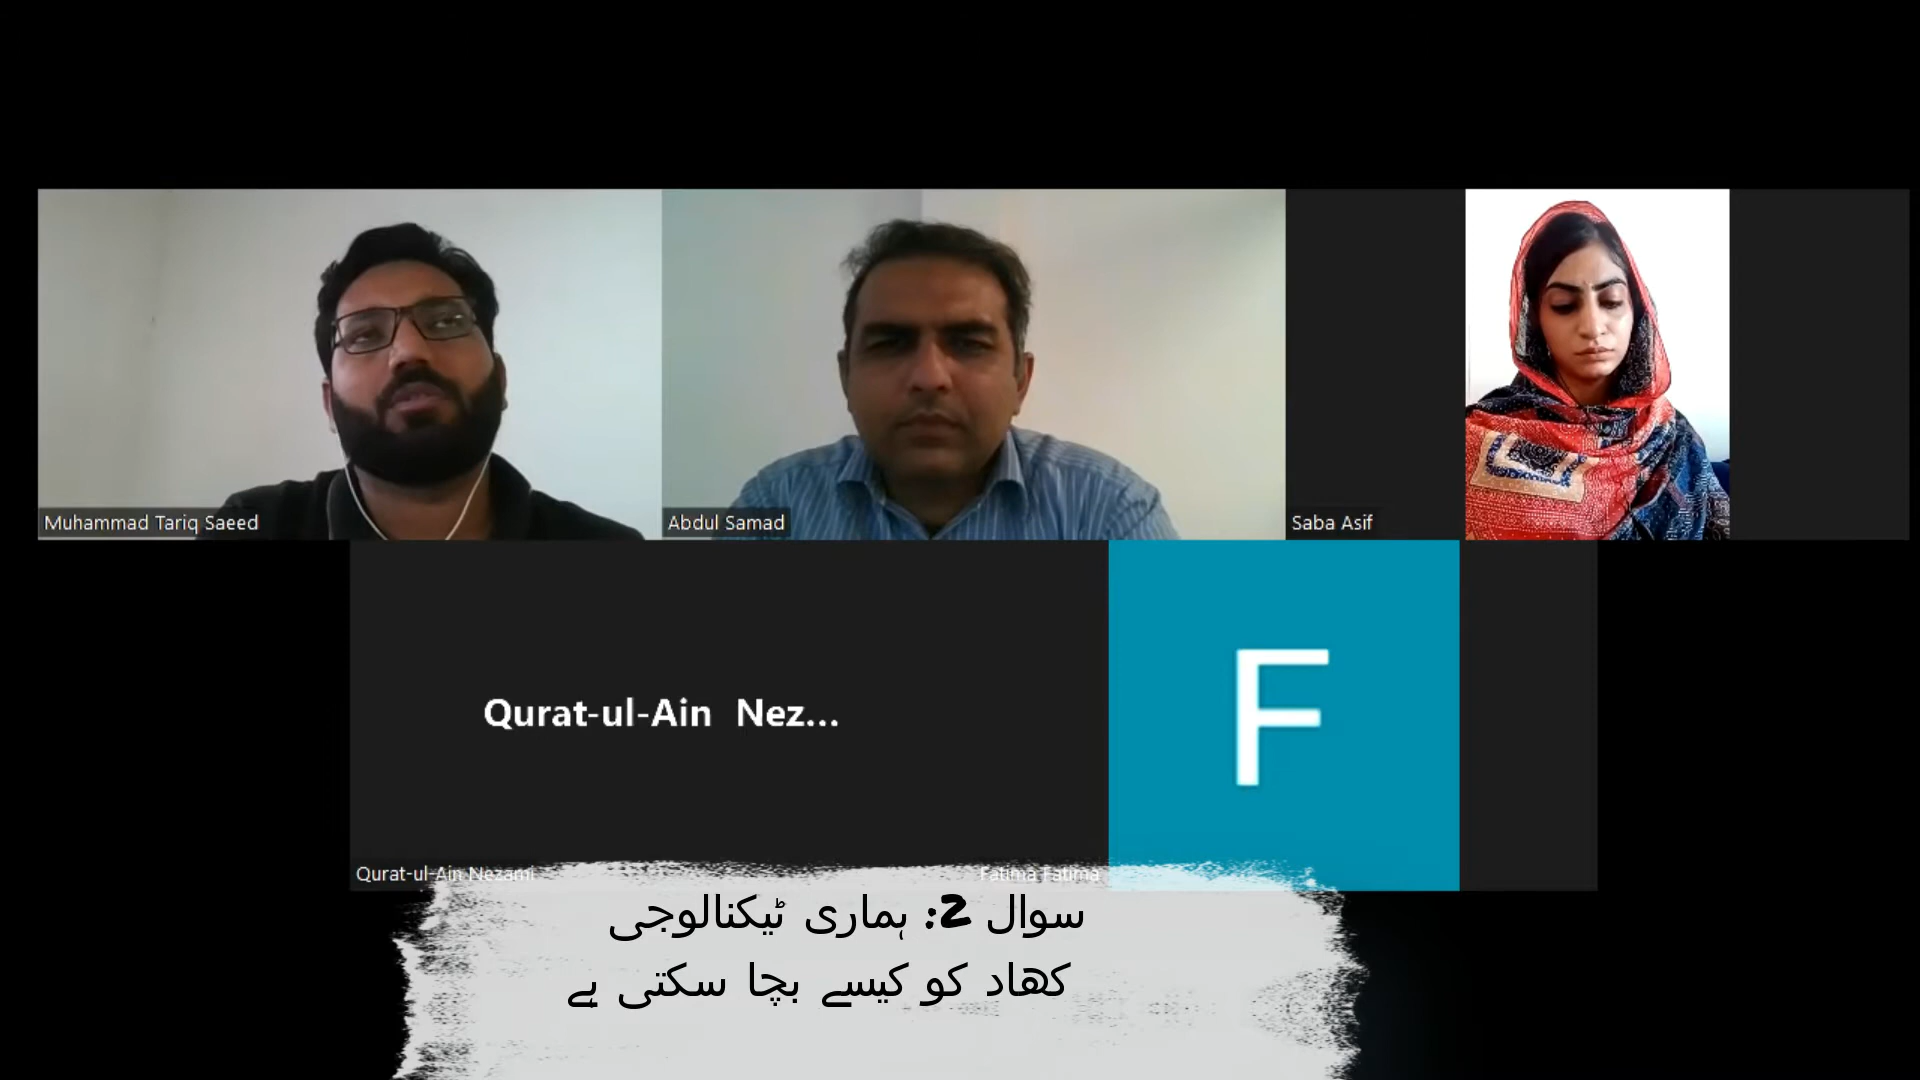 Muhammad Tariq Saeed
Abdul Samad
Saba Asif
Qurat-ul-Ain Nez...
F
Qurat-ul-Ain Nezami
Fatima Fatima
سوال 2: ہماری ٹیکنالوجی
کھاد کو کیسے بچا سکتی ہے